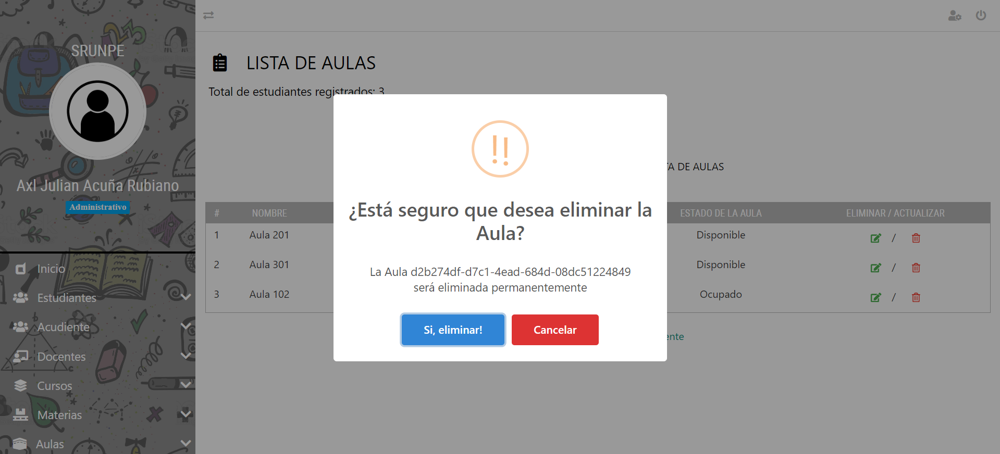 SRUNPE
Axl Julian Acuña Rubiano
Administrativo
Inicio
Estudiantes
Acudiente
Docentes
Cursos
Materias
Aulas
LISTA DE AULAS
Total de estudiantes registrados: 3
DE AULAS
# NOMBRE ESTADO DE LA AULA ELIMINAR / ACTUALIZAR
1 Aula 201 Disponible /
2 Aula 301 Disponible /
3 Aula 102 Ocupado /
¿Está seguro que desea eliminar la
Aula?
La Aula d2b274df-d7c1-4ead-684d-08dc51224849
será eliminada permanentemente
Si, eliminar!
Cancelar